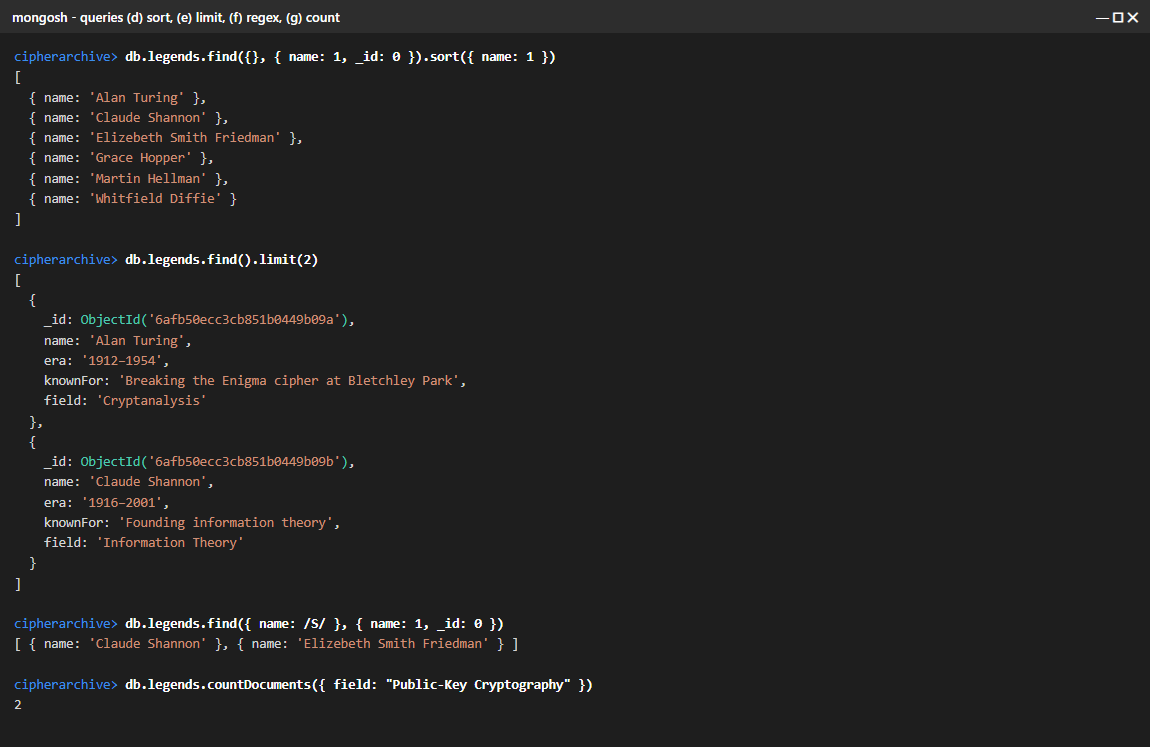 mongosh - queries (d) sort, (e) limit, (f) regex, (g) count
cipherarchive> db.legends.find({}, { name: 1, _id: 0 }).sort({ name: 1 })
[
  { name: 'Alan Turing' },
  { name: 'Claude Shannon' },
  { name: 'Elizebeth Smith Friedman' },
  { name: 'Grace Hopper' },
  { name: 'Martin Hellman' },
  { name: 'Whitfield Diffie' }
]
cipherarchive> db.legends.find().limit(2)
[
  {
    _id: ObjectId('6afb50ecc3cb851b0449b09a'),
    name: 'Alan Turing',
    era: '1912–1954',
    knownFor: 'Breaking the Enigma cipher at Bletchley Park',
    field: 'Cryptanalysis'
  },
  {
    _id: ObjectId('6afb50ecc3cb851b0449b09b'),
    name: 'Claude Shannon',
    era: '1916–2001',
    knownFor: 'Founding information theory',
    field: 'Information Theory'
  }
]
cipherarchive> db.legends.find({ name: /S/ }, { name: 1, _id: 0 })
[ { name: 'Claude Shannon' }, { name: 'Elizebeth Smith Friedman' } ]
cipherarchive> db.legends.countDocuments({ field: "Public-Key Cryptography" })
2